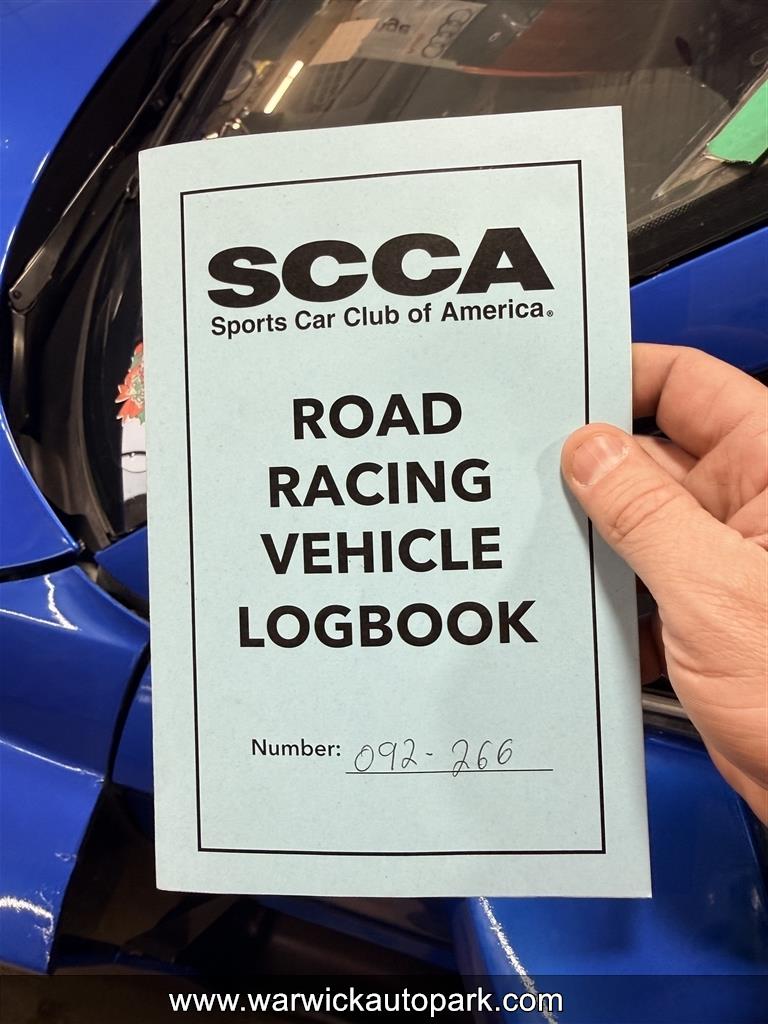 SCCA
Sports Car Club of America®
ROAD
RACING
VEHICLE
LOGBOOK
Number: 092-266
www.warwickautopark.com